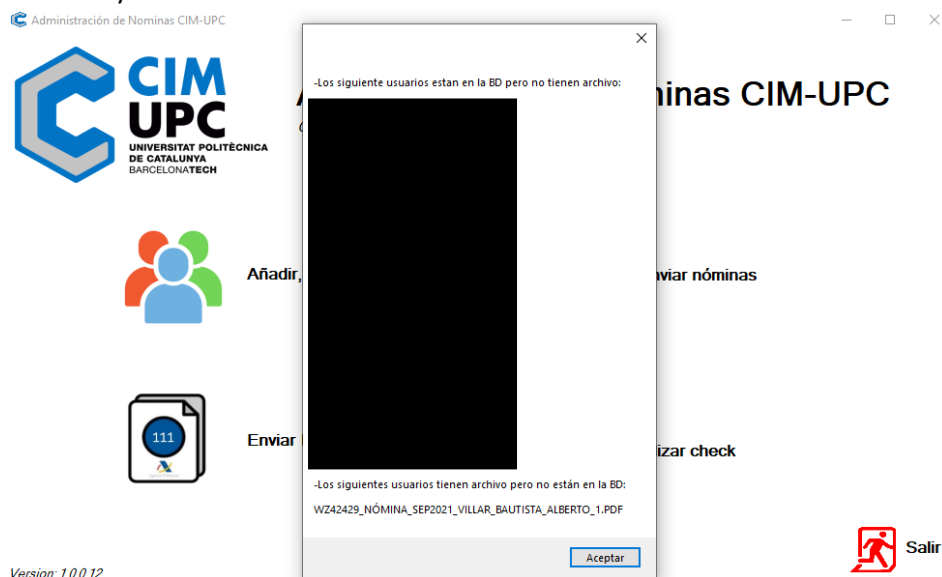 Administración de Nominas CIM-UPC
CIM
UPC
UNIVERSITAT POLITÈCNICA
DE CATALUNYA
BARCELONATECH
-Los siguiente usuarios estan en la BD pero no tienen archivo:
CIM-UPC
Añadir,
nóminas
111
Enviar
check
-Los siguientes usuarios tienen archivo pero no están en la BD:
WZ42429_NÓMINA_SEP2021_VILLAR_BAUTISTA_ALBERTO_1.PDF
Aceptar
Salir
Version: 1.0.0.12